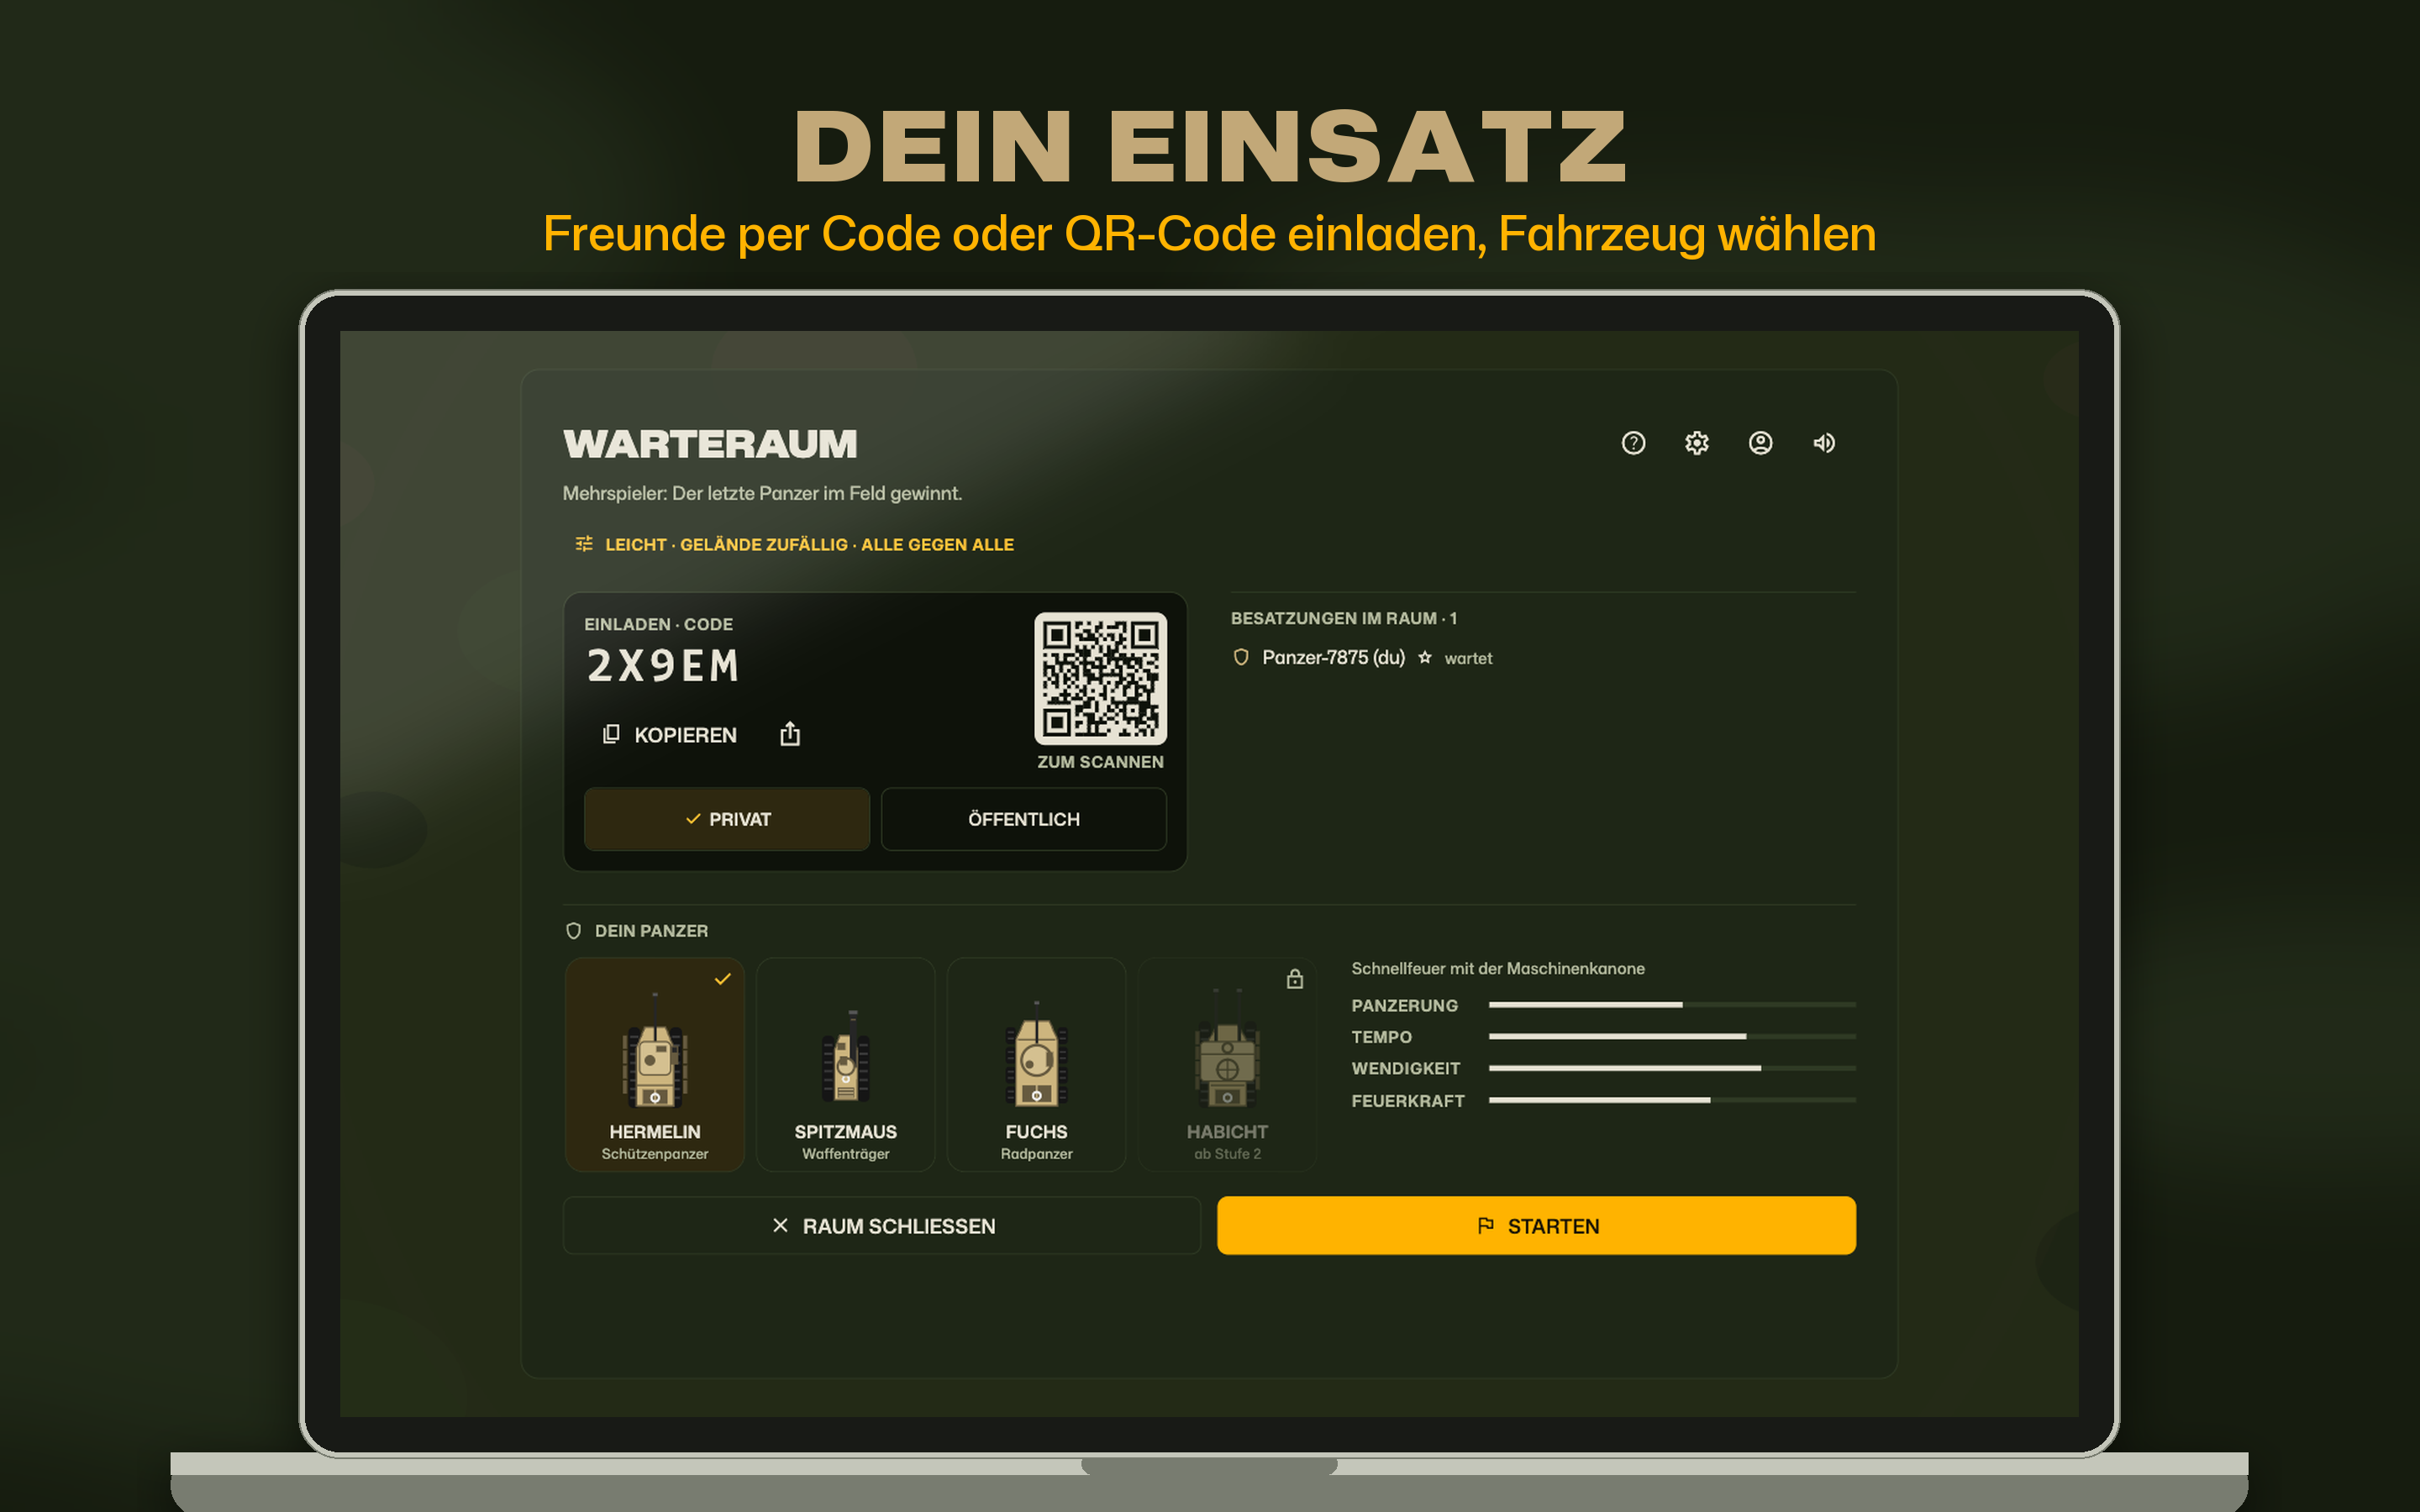 DEIN EINSATZ
Freunde per Code oder QR-Code einladen, Fahrzeug wählen
WARTERAUM
Mehrspieler: Der letzte Panzer im Feld gewinnt.
LEICHT · GELÄNDE ZUFÄLLIG · ALLE GEGEN ALLE
EINLADEN · CODE
2X9EM
KOPIEREN
ZUM SCANNEN
PRIVAT
ÖFFENTLICH
BESATZUNGEN IM RAUM · 1
Panzer-7875 (du) wartet
DEIN PANZER
HERMELIN
Schützenpanzer
SPITZMAUS
Waffenträger
FUCHS
Radpanzer
HABICHT
ab Stufe 2
Schnellfeuer mit der Maschinenkanone
PANZERUNG
TEMPO
WENDIGKEIT
FEUERKRAFT
RAUM SCHLIESSEN
STARTEN